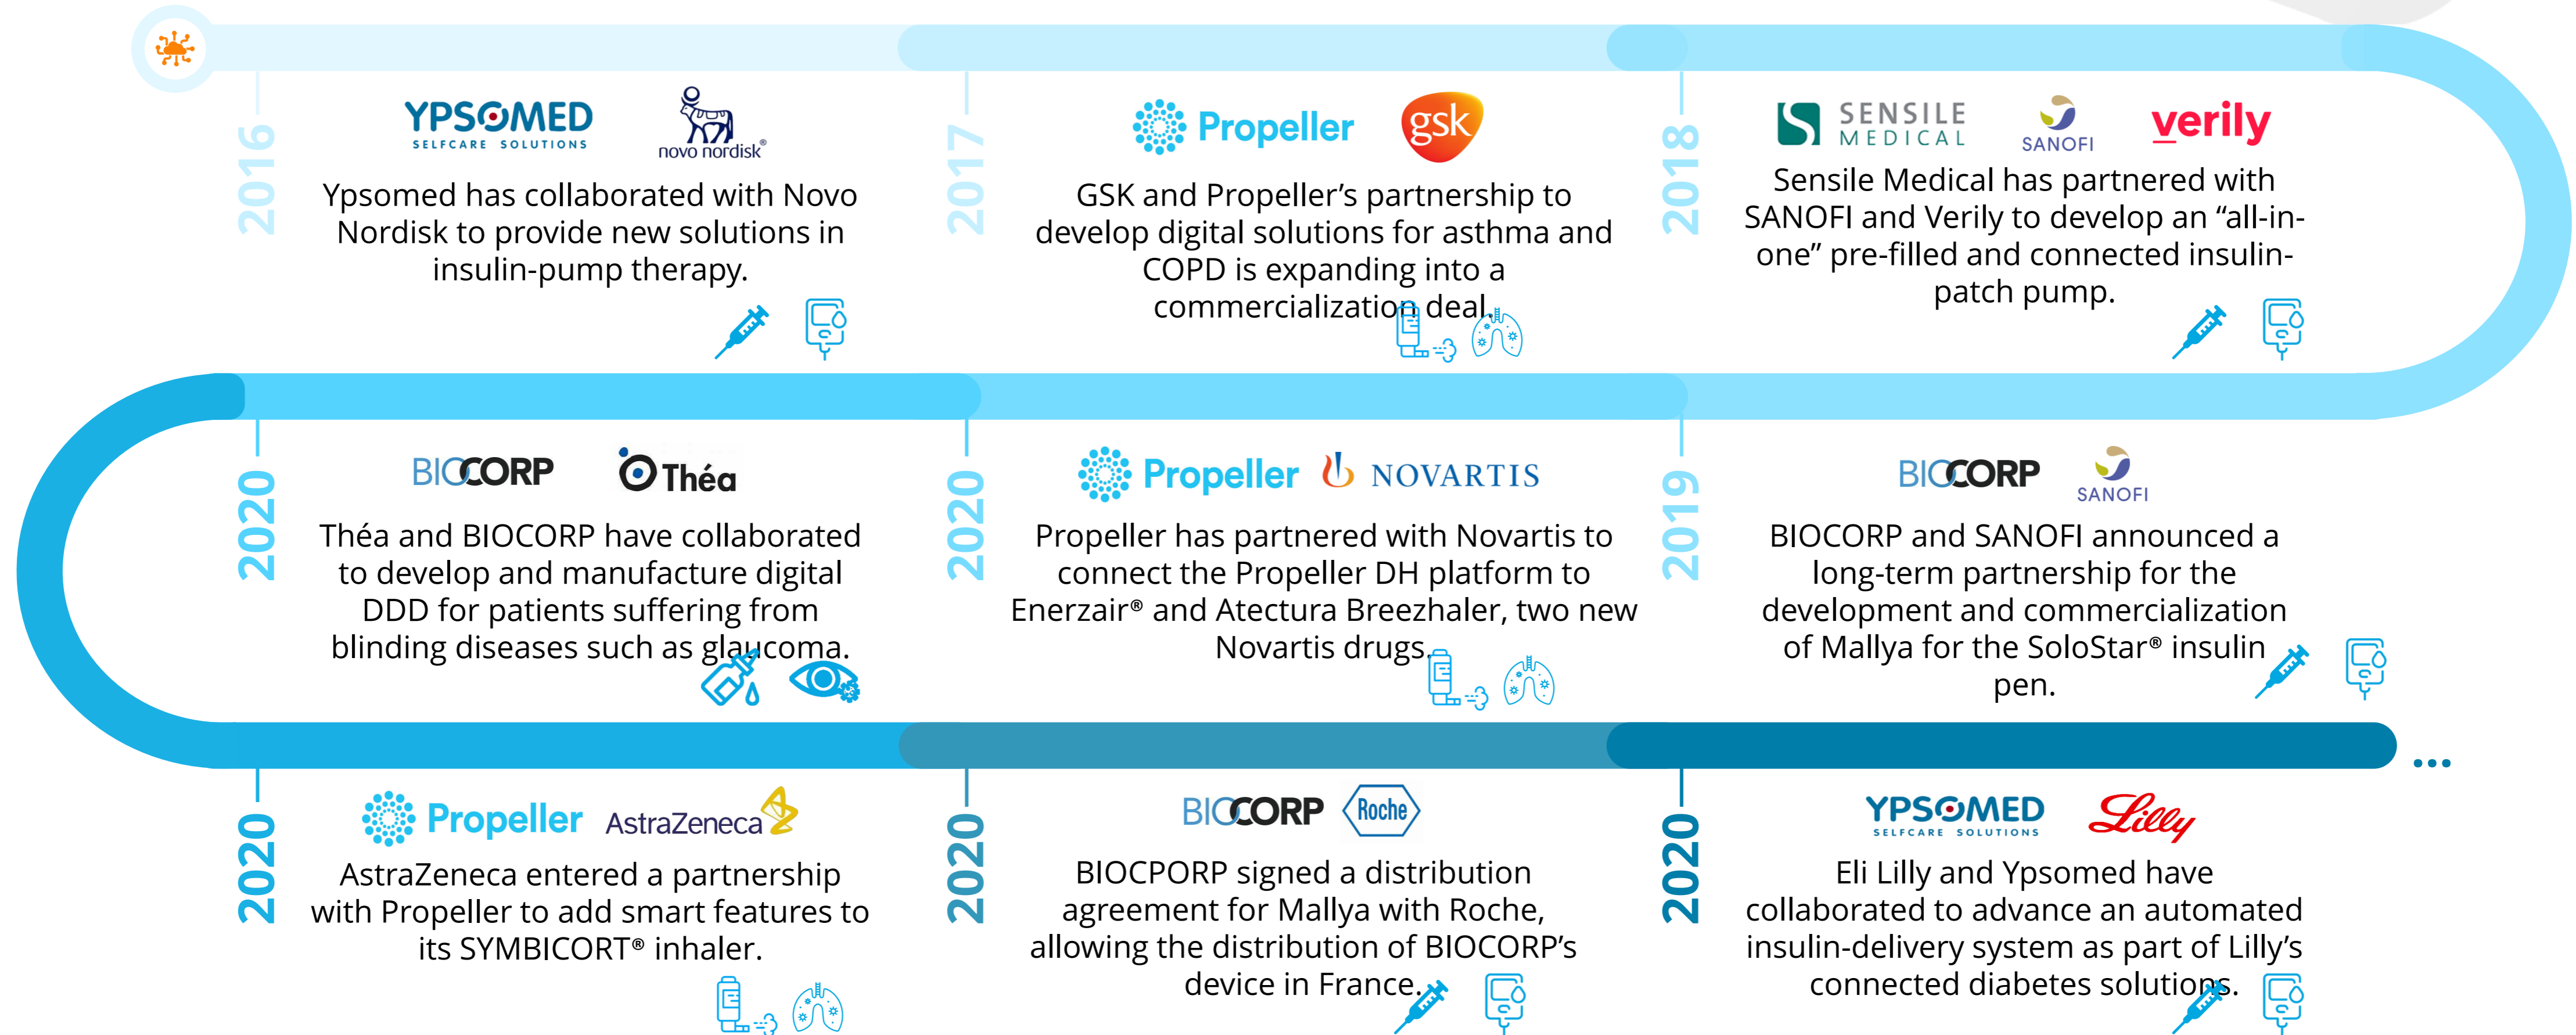 2016
YPSOMED
SELFCARE SOLUTIONS
novo nordisk®
Ypsomed has collaborated with Novo
Nordisk to provide new solutions in
insulin-pump therapy.
2017
Propeller
gsk
GSK and Propeller’s partnership to
develop digital solutions for asthma and
COPD is expanding into a
commercialization deal.
2018
SENSILE
MEDICAL
SANOFI
verily
Sensile Medical has partnered with
SANOFI and Verily to develop an “all-in-
one” pre-filled and connected insulin-
patch pump.
2020
BIOCORP
Théa
Théa and BIOCORP have collaborated
to develop and manufacture digital
DDD for patients suffering from
blinding diseases such as glaucoma.
2020
Propeller
NOVARTIS
Propeller has partnered with Novartis to
connect the Propeller DH platform to
Enerzair® and Atectura Breezhaler, two new
Novartis drugs.
2019
BIOCORP
SANOFI
BIOCORP and SANOFI announced a
long-term partnership for the
development and commercialization
of Mallya for the SoloStar® insulin
pen.
2020
Propeller
AstraZeneca
AstraZeneca entered a partnership
with Propeller to add smart features to
its SYMBICORT® inhaler.
2020
BIOCORP
Roche
BIOCPORP signed a distribution
agreement for Mallya with Roche,
allowing the distribution of BIOCORP’s
device in France.
2020
YPSOMED
SELFCARE SOLUTIONS
Lilly
Eli Lilly and Ypsomed have
collaborated to advance an automated
insulin-delivery system as part of Lilly’s
connected diabetes solutions.
...